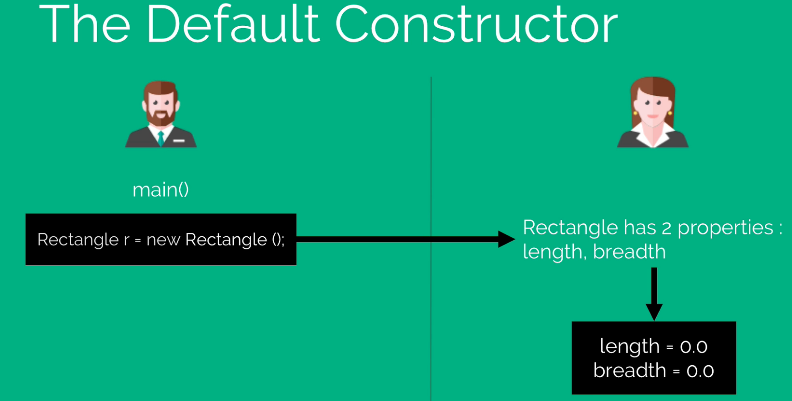 The Default Constructor
main()
Rectangle r = new Rectangle ();
Rectangle has 2 properties :
length, breadth
length = 0.0
breadth = 0.0